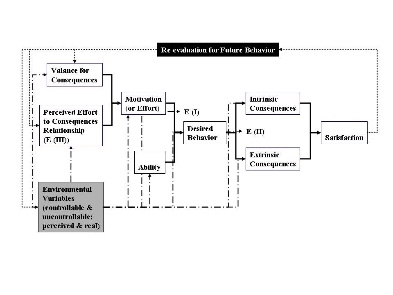 Re-evaluation for Future Behavior
Valance for
Consequences
Motivation
(or Effort)
Intrinsic
Consequences
E (I)
Perceived Effort
to Consequences
Relationship
(E (III))
Desired
Behavior
E (II)
Satisfaction
Ability
Extrinsic
Consequences
Environmental
Variables
(controllable &
uncontrollable;
perceived & real)